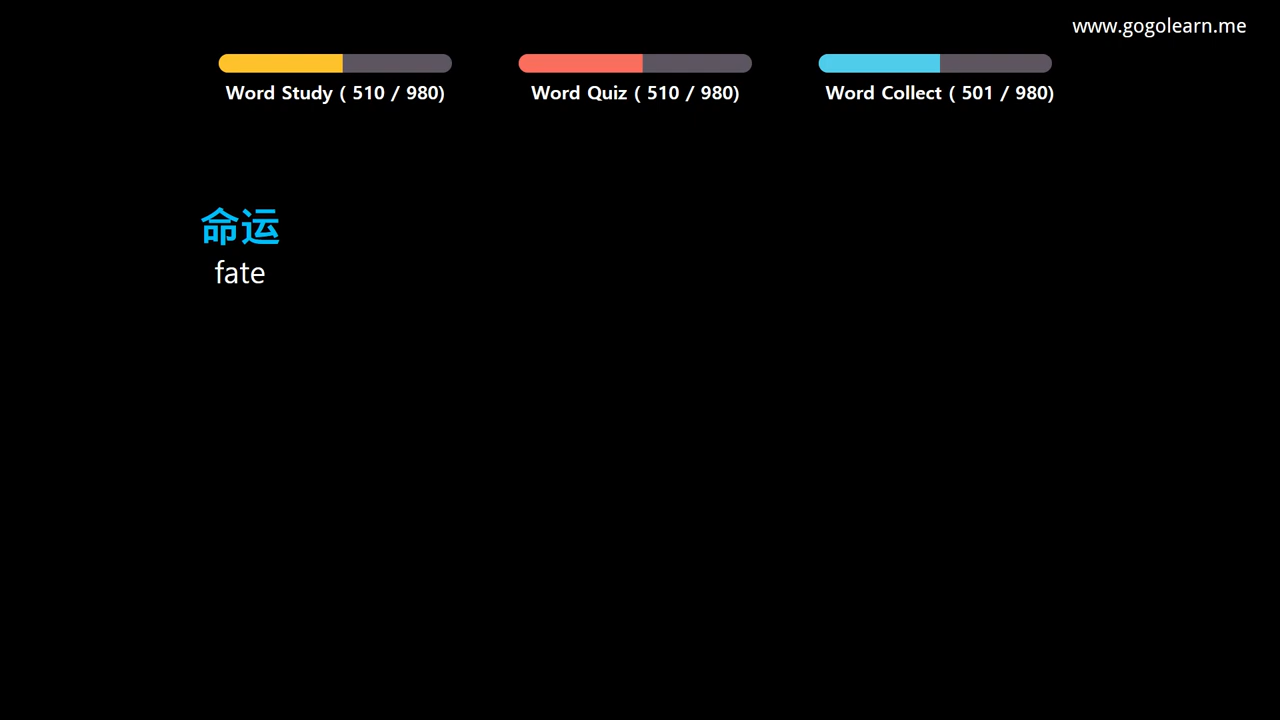 www.gogolearn.me
Word Study ( 510 / 980)
Word Quiz ( 510 / 980)
Word Collect ( 501 / 980)
命运
fate